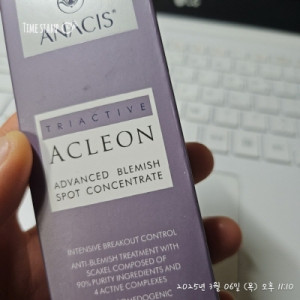 Time stamp
ANACIS®
TRIACTIVE
ACLEON
ADVANCED BLEMISH
SPOT CONCENTRATE
INTENSIVE BREAKOUT CONTROL
ANTI-BLEMISH TREATMENT WITH
SCAKEL COMPOSED OF
90% PURITY INGREDIENTS AND
4 ACTIVE COMPLEXES
2025년 3월 06일 (목) 오후 11:10